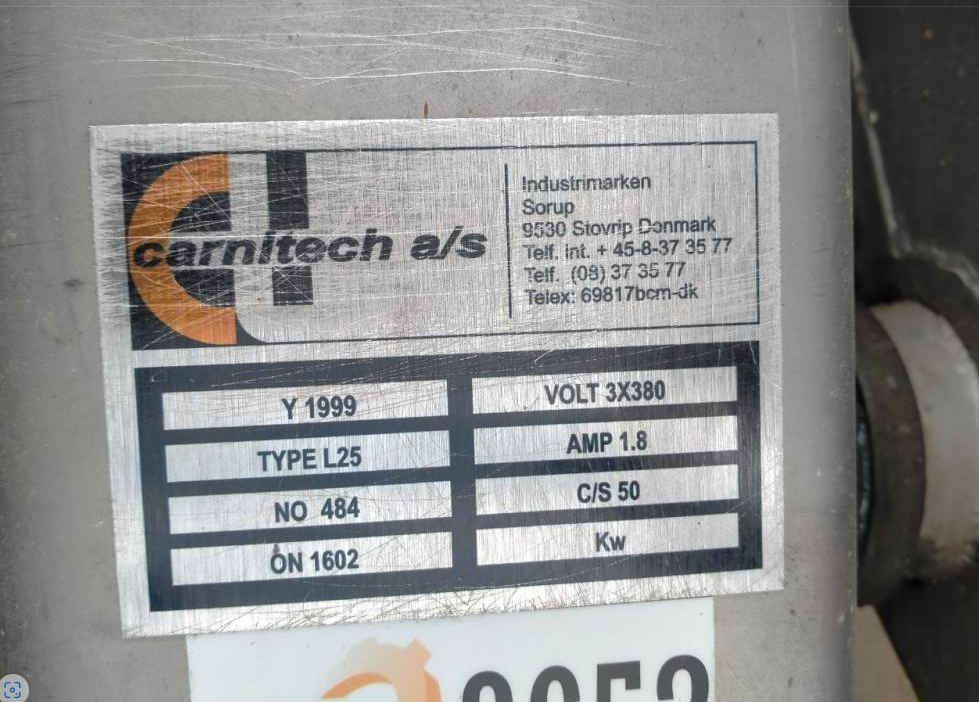 carnitech a/s
Industrimarken
Sorup
9530 Stovrip Denmark
Telf. int. + 45-8-37 35 77
Telf. (08) 37 35 77
Telex: 69817bcm-dk
Y 1999
VOLT 3X380
TYPE L25
AMP 1.8
NO 484
C/S 50
ON 1602
Kw